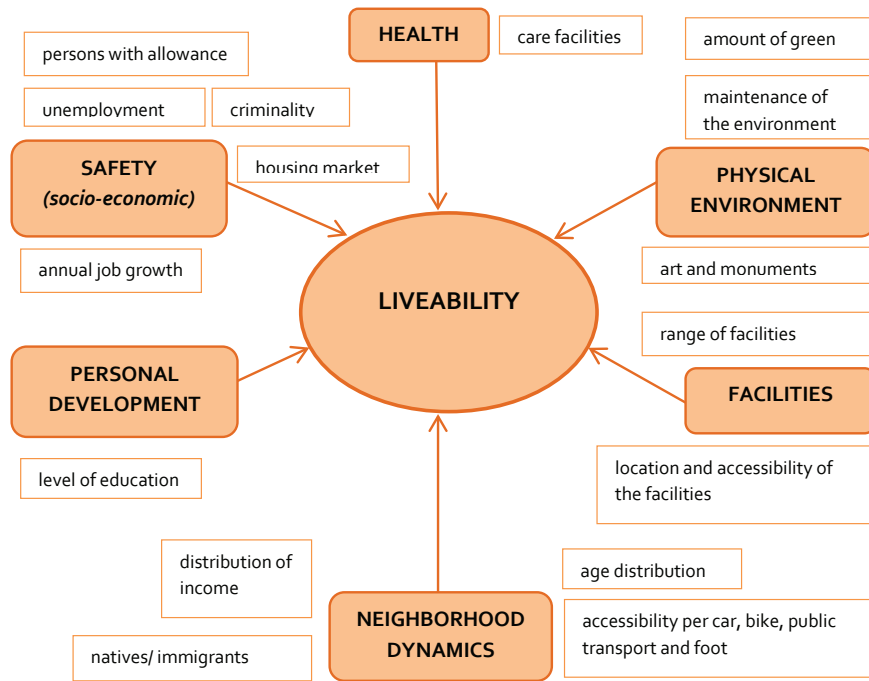 HEALTH
care facilities
amount of green
persons with allowance
unemployment
criminality
maintenance of
the environment
SAFETY
(socio-economic)
housing market
PHYSICAL
ENVIRONMENT
annual job growth
art and monuments
LIVEABILITY
range of facilities
PERSONAL
DEVELOPMENT
FACILITIES
level of education
location and accessibility of
the facilities
distribution of
income
age distribution
NEIGHBORHOOD
DYNAMICS
accessibility per car, bike, public
transport and foot
natives/ immigrants